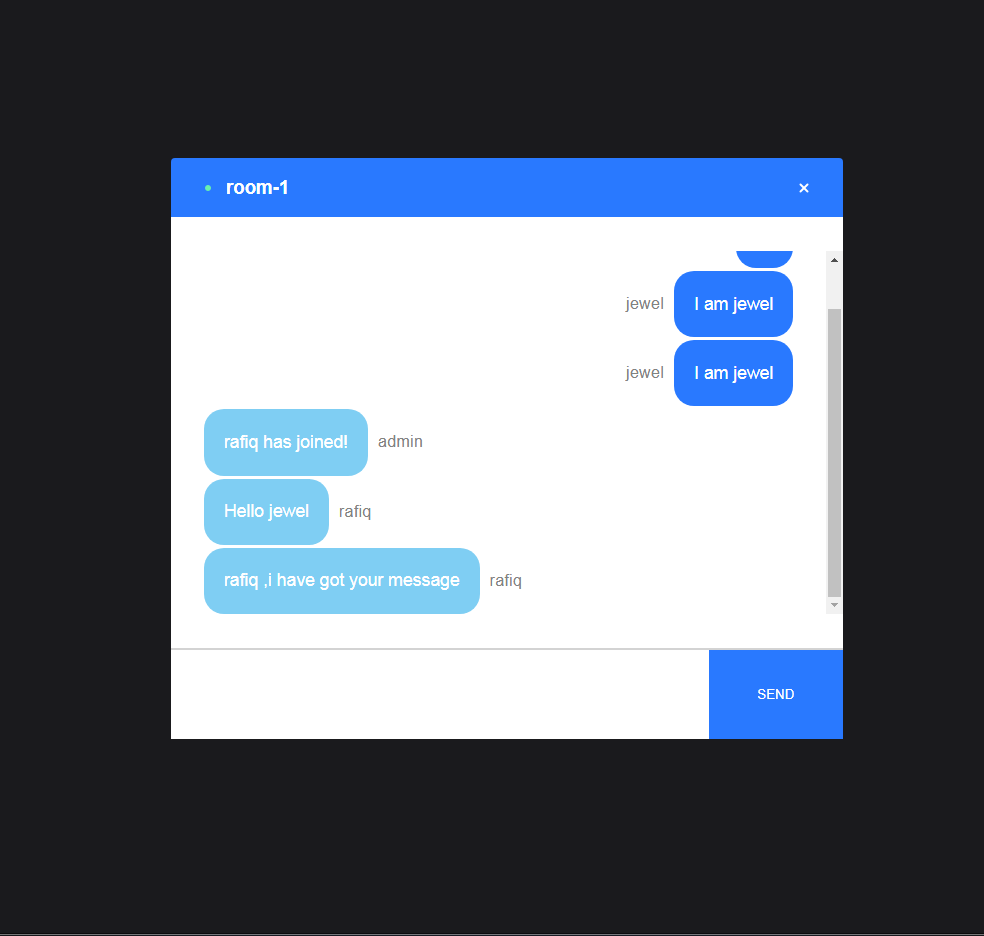 room-1
×
jewel I am jewel
jewel I am jewel
rafiq has joined! admin
Hello jewel rafiq
rafiq ,i have got your message rafiq
SEND